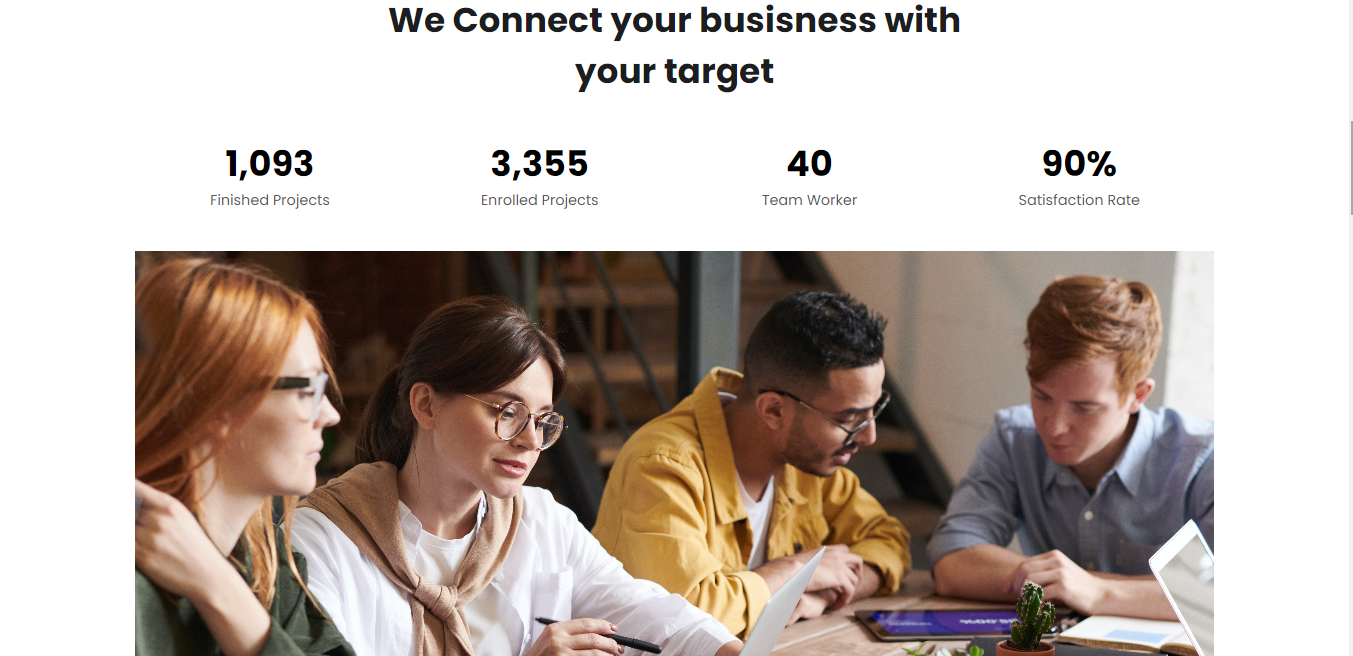 We Connect your busisness with
your target
1,093
Finished Projects
3,355
Enrolled Projects
40
Team Worker
90%
Satisfaction Rate